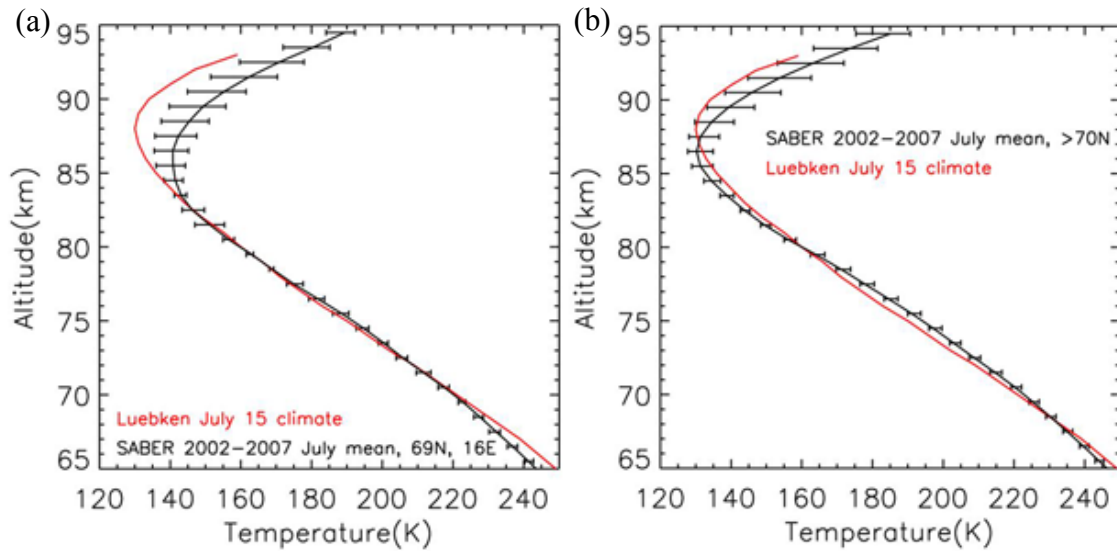 (a)
95
90
85
80
75
70
65
Altitude(km)
Luebken July 15 climate
SABER 2002-2007 July mean, 69N, 16E
120 140 160 180 200 220 240
Temperature(K)
(b)
95
90
85
80
75
70
65
Altitude(km)
SABER 2002-2007 July mean, >70N
Luebken July 15 climate
120 140 160 180 200 220 240
Temperature(K)